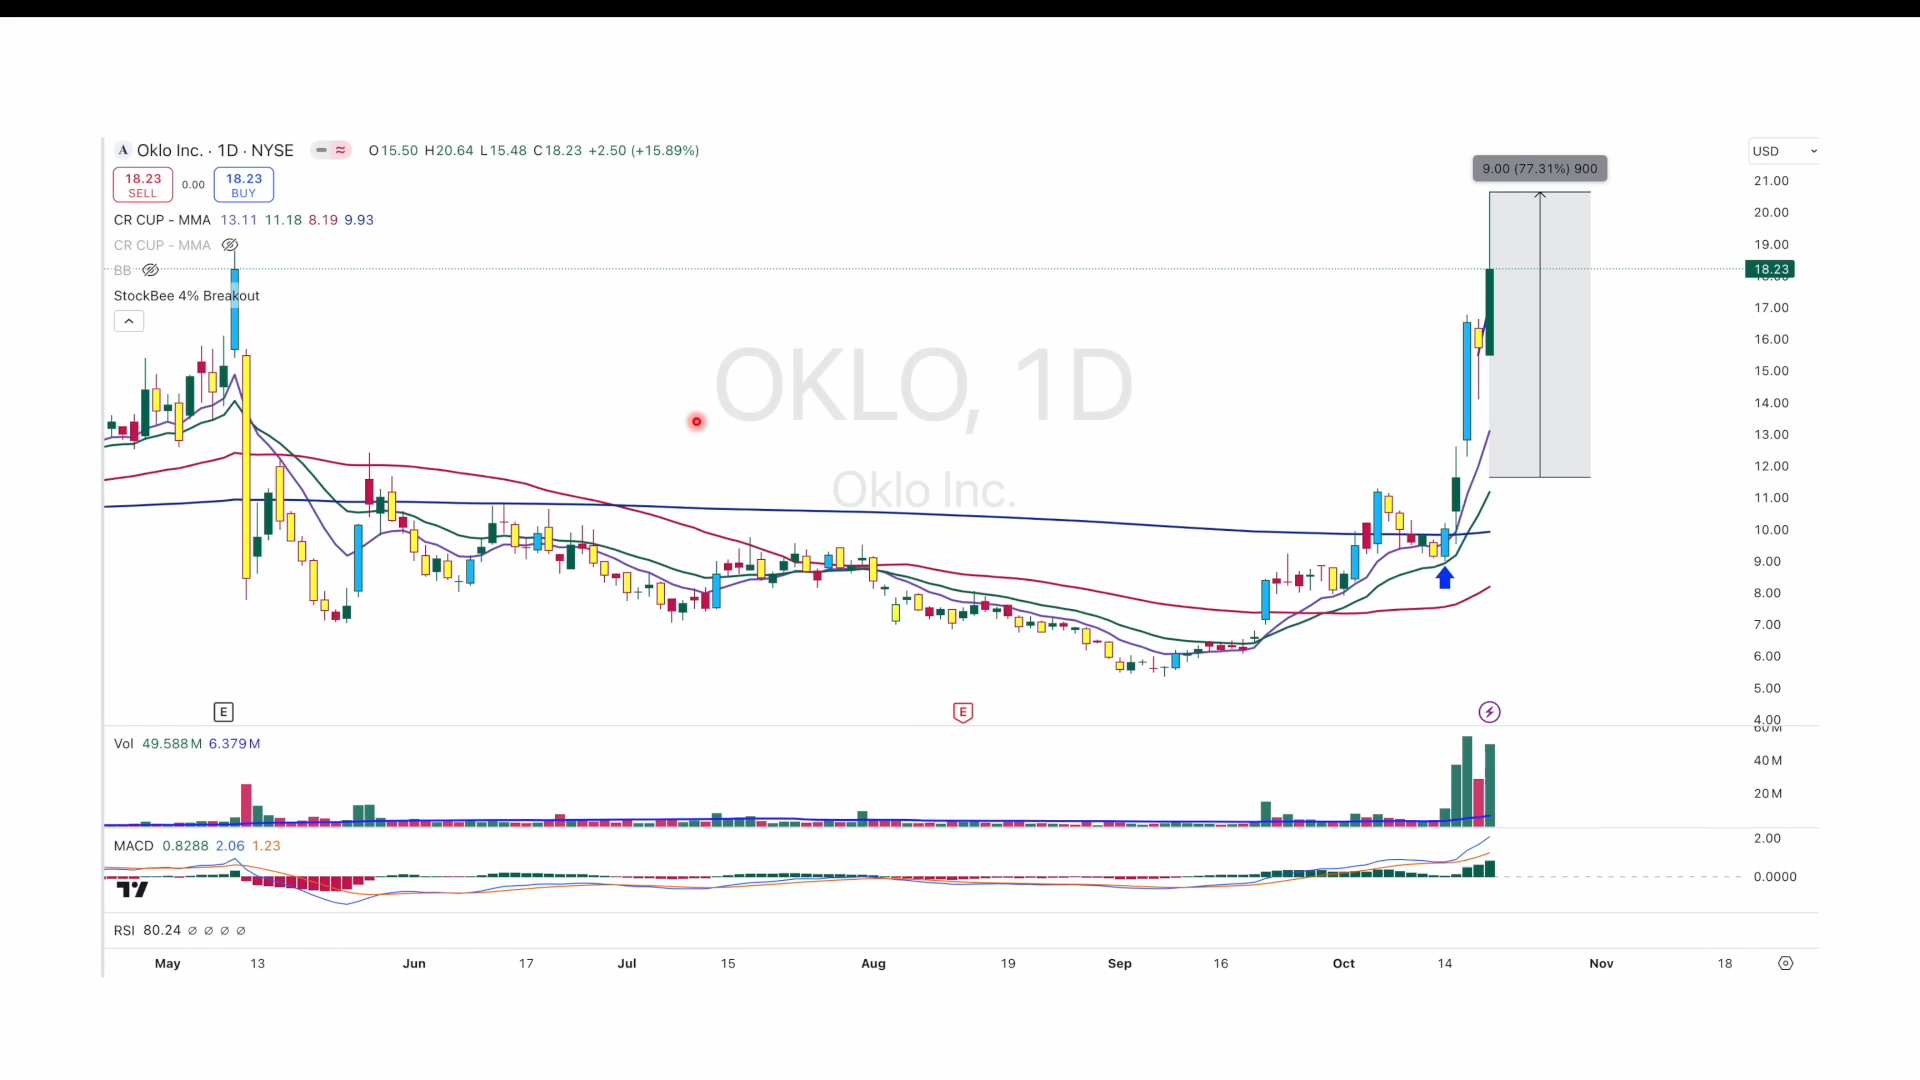 A Oklo Inc. · 1D · NYSE O15.50 H20.64 L15.48 C18.23 +2.50 (+15.89%)
USD
18.23 SELL 0.00 18.23 BUY
9.00 (77.31%) 900
CR CUP - MMA 13.11 11.18 8.19 9.93
CR CUP - MMA
BB
StockBee 4% Breakout
OKLO, 1D
Oklo Inc.
21.00
20.00
19.00
18.23
18.00
17.00
16.00
15.00
14.00
13.00
12.00
11.00
10.00
9.00
8.00
7.00
6.00
5.00
4.00
E E
Vol 49.588M 6.379M
60M
40M
20M
MACD 0.8288 2.06 1.23
2.00
0.0000
RSI 80.24 ∅ ∅ ∅ ∅
May 13 Jun 17 Jul 15 Aug 19 Sep 16 Oct 14 Nov 18